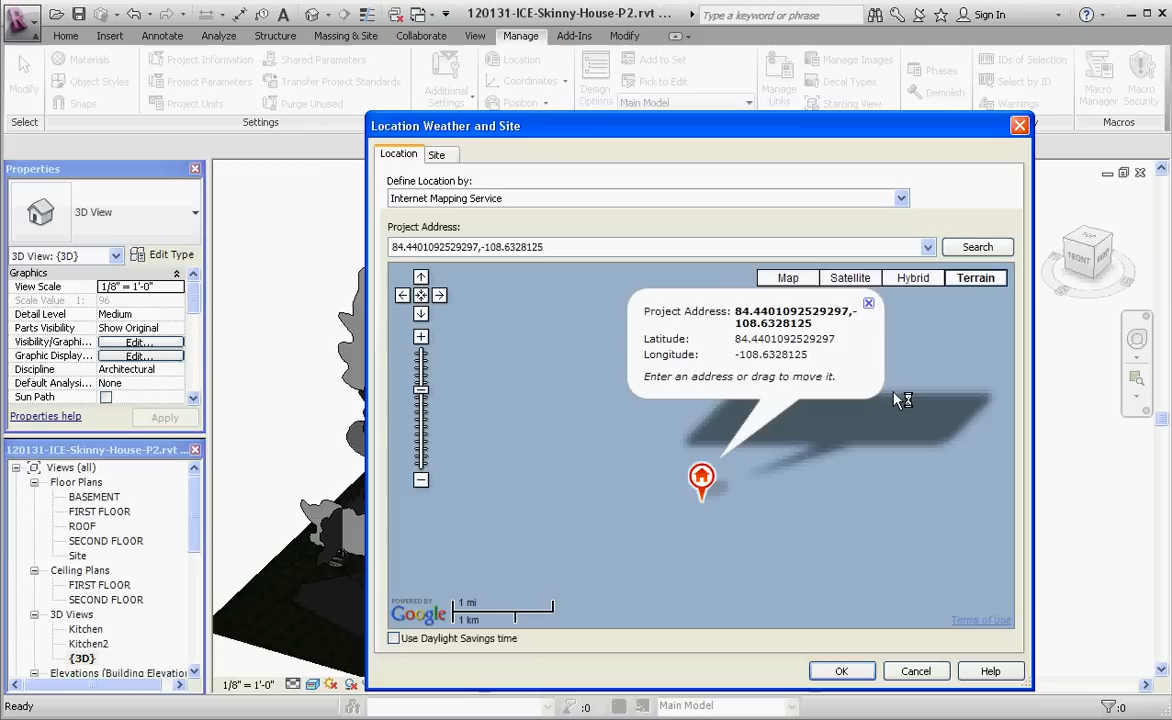 120131-ICE-Skinny-House-P2.rvt ...
Type a keyword or phrase
Sign In
Home Insert Annotate Analyze Structure Massing & Site Collaborate View Manage Add-Ins Modify
Modify
Materials
Object Styles
Snaps
Project Information
Project Parameters
Project Units
Shared Parameters
Transfer Project Standards
Purge Unused
Additional Settings
Location
Coordinates
Position
Design Options
Add to Set
Pick to Edit
Main Model
Manage Links
Manage Images
Decal Types
Starting View
Phases
Demolish
IDs of Selection
Select by ID
Warnings
Macro Manager
Macro Security
Select
Settings
Macros
Location Weather and Site
Location Site
Define Location by:
Internet Mapping Service
Project Address:
84.4401092529297,-108.6328125
Search
Map Satellite Hybrid Terrain
Project Address: 84.4401092529297,-
108.6328125
Latitude: 84.4401092529297
Longitude: -108.6328125
Enter an address or drag to move it.
POWERED BY
Google
1 mi
1 km
Terms of use
Use Daylight Savings time
OK Cancel Help
Properties
3D View
3D View: {3D} Edit Type
Graphics
View Scale 1/8" = 1'-0"
Scale Value 1: 96
Detail Level Medium
Parts Visibility Show Original
Visibility/Graphi... Edit...
Graphic Display... Edit...
Discipline Architectural
Default Analysi... None
Sun Path
Properties help Apply
120131-ICE-Skinny-House-P2.rvt ...
Views (all)
Floor Plans
BASEMENT
FIRST FLOOR
ROOF
SECOND FLOOR
Site
Ceiling Plans
FIRST FLOOR
SECOND FLOOR
3D Views
Kitchen
Kitchen2
{3D}
Elevations (Building Elevation
TOP
FRONT
1/8" = 1'-0"
Ready
:0
Main Model
:0